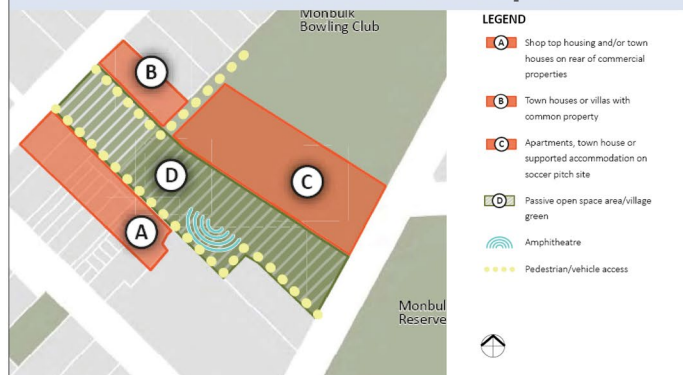 Monbulk
Bowling Club
LEGEND
A Shop top housing and/or town
houses on rear of commercial
properties
B Town houses or villas with
common property
C Apartments, town house or
supported accommodation on
soccer pitch site
D Passive open space area/village
green
Amphitheatre
Pedestrian/vehicle access
B
D
C
A
Monbul
Reserve